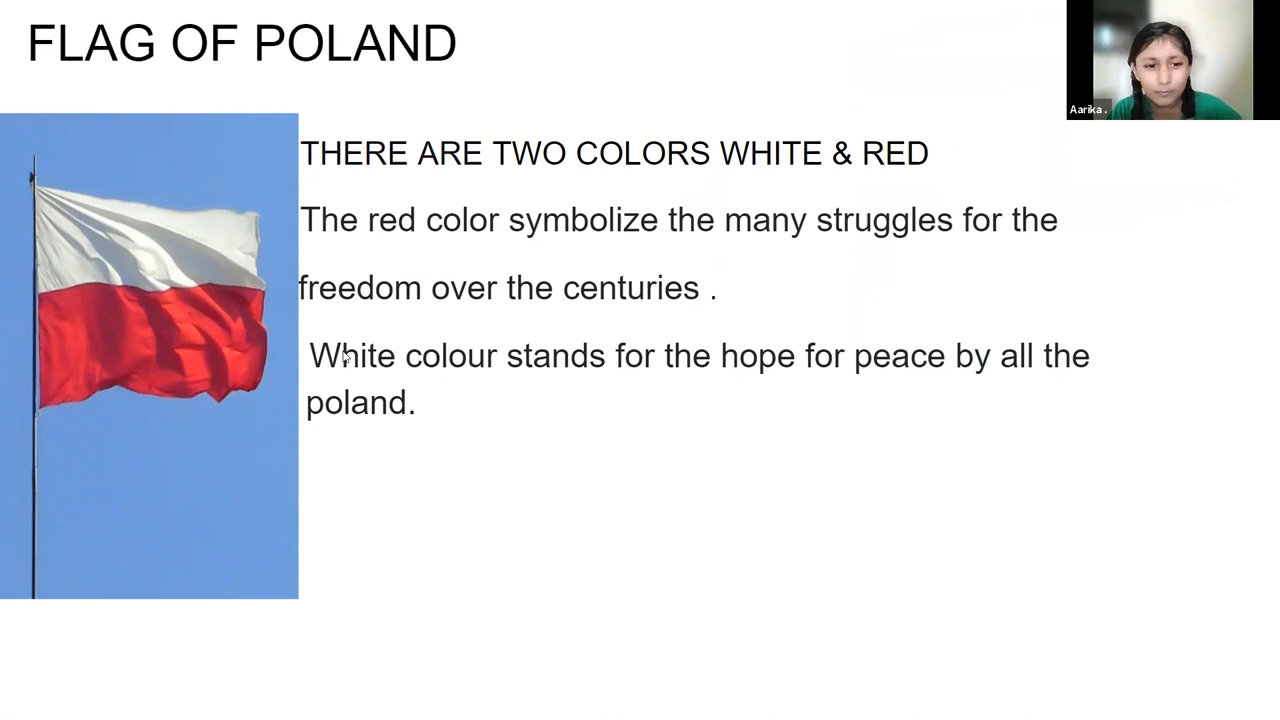 FLAG OF POLAND
Aarika .
THERE ARE TWO COLORS WHITE & RED
The red color symbolize the many struggles for the
freedom over the centuries .
White colour stands for the hope for peace by all the
poland.